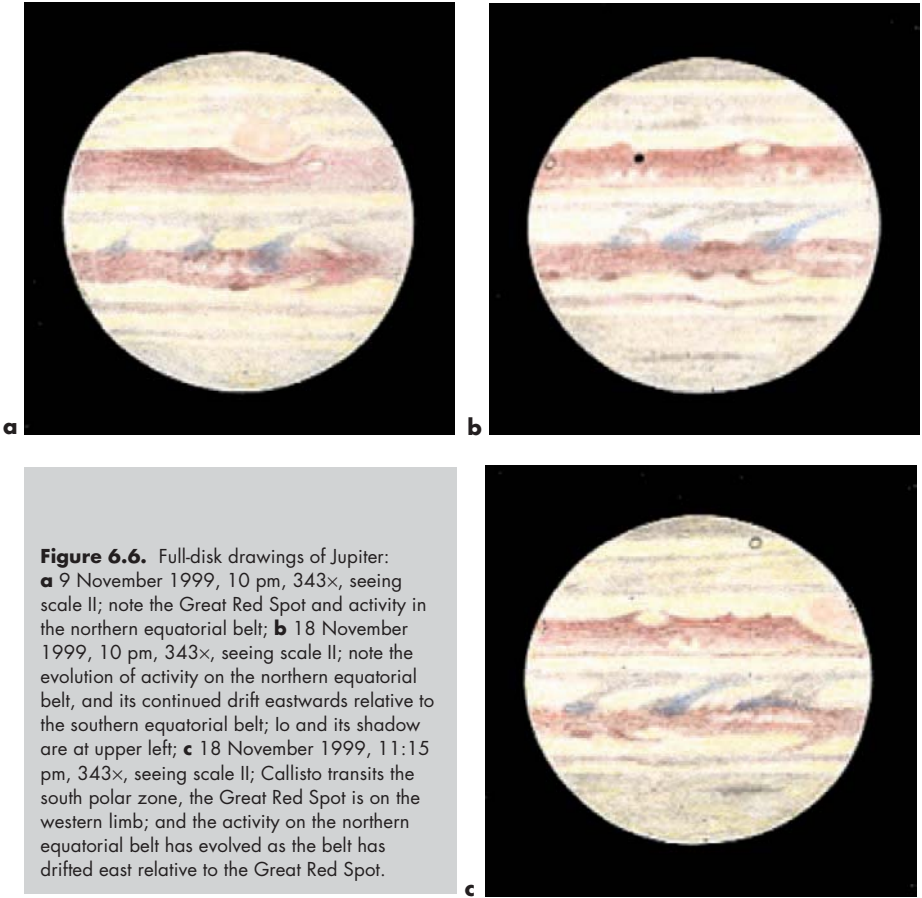 a
b
Figure 6.6. Full-disk drawings of Jupiter:
a 9 November 1999, 10 pm, 343×, seeing
scale II; note the Great Red Spot and activity in
the northern equatorial belt; b 18 November
1999, 10 pm, 343×, seeing scale II; note the
evolution of activity on the northern equatorial
belt, and its continued drift eastwards relative to
the southern equatorial belt; Io and its shadow
are at upper left; c 18 November 1999, 11:15
pm, 343×, seeing scale II; Callisto transits the
south polar zone, the Great Red Spot is on the
western limb; and the activity on the northern
equatorial belt has evolved as the belt has
drifted east relative to the Great Red Spot.
c